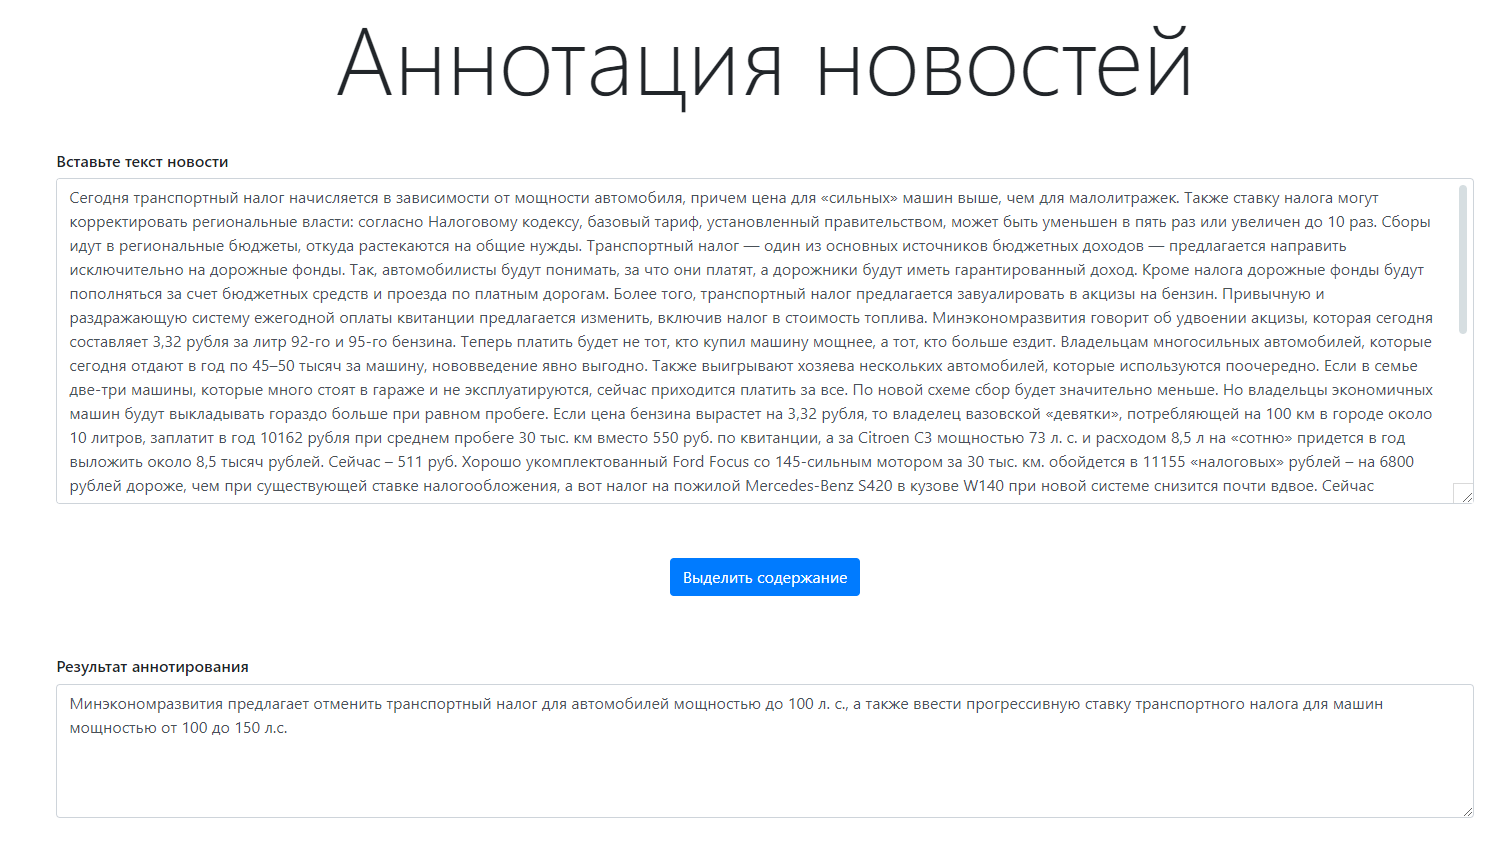 Аннотация новостей
Вставьте текст новости
Сегодня транспортный налог начисляется в зависимости от мощности автомобиля, причем цена для «сильных» машин выше, чем для малолитражек. Также ставку налога могут
корректировать региональные власти: согласно Налоговому кодексу, базовый тариф, установленный правительством, может быть уменьшен в пять раз или увеличен до 10 раз. Сборы
идут в региональные бюджеты, откуда растекаются на общие нужды. Транспортный налог — один из основных источников бюджетных доходов — предлагается направить
исключительно на дорожные фонды. Так, автомобилисты будут понимать, за что они платят, а дорожники будут иметь гарантированный доход. Кроме налога дорожные фонды будут
пополняться за счет бюджетных средств и проезда по платным дорогам. Более того, транспортный налог предлагается завуалировать в акцизы на бензин. Привычную и
раздражающую систему ежегодной оплаты квитанции предлагается изменить, включив налог в стоимость топлива. Минэкономразвития говорит об удвоении акцизы, которая сегодня
составляет 3,32 рубля за литр 92-го и 95-го бензина. Теперь платить будет не тот, кто купил машину мощнее, а тот, кто больше ездит. Владельцам многосильных автомобилей, которые
сегодня отдают в год по 45–50 тысяч за машину, нововведение явно выгодно. Также выигрывают хозяева нескольких автомобилей, которые используются поочередно. Если в семье
две-три машины, которые много стоят в гараже и не эксплуатируются, сейчас приходится платить за все. По новой схеме сбор будет значительно меньше. Но владельцы экономичных
машин будут выкладывать гораздо больше при равном пробеге. Если цена бензина вырастет на 3,32 рубля, то владелец вазовской «девятки», потребляющей на 100 км в городе около
10 литров, заплатит в год 10162 рубля при среднем пробеге 30 тыс. км вместо 550 руб. по квитанции, а за Citroen C3 мощностью 73 л. с. и расходом 8,5 л на «сотню» придется в год
выложить около 8,5 тысяч рублей. Сейчас – 511 руб. Хорошо укомплектованный Ford Focus со 145-сильным мотором за 30 тыс. км. обойдется в 11155 «налоговых» рублей – на 6800
рублей дороже, чем при существующей ставке налогообложения, а вот налог на пожилой Mercedes-Benz S420 в кузове W140 при новой системе снизится почти вдвое. Сейчас
Выделить содержание
Результат аннотирования
Минэкономразвития предлагает отменить транспортный налог для автомобилей мощностью до 100 л. с., а также ввести прогрессивную ставку транспортного налога для машин
мощностью от 100 до 150 л.с.